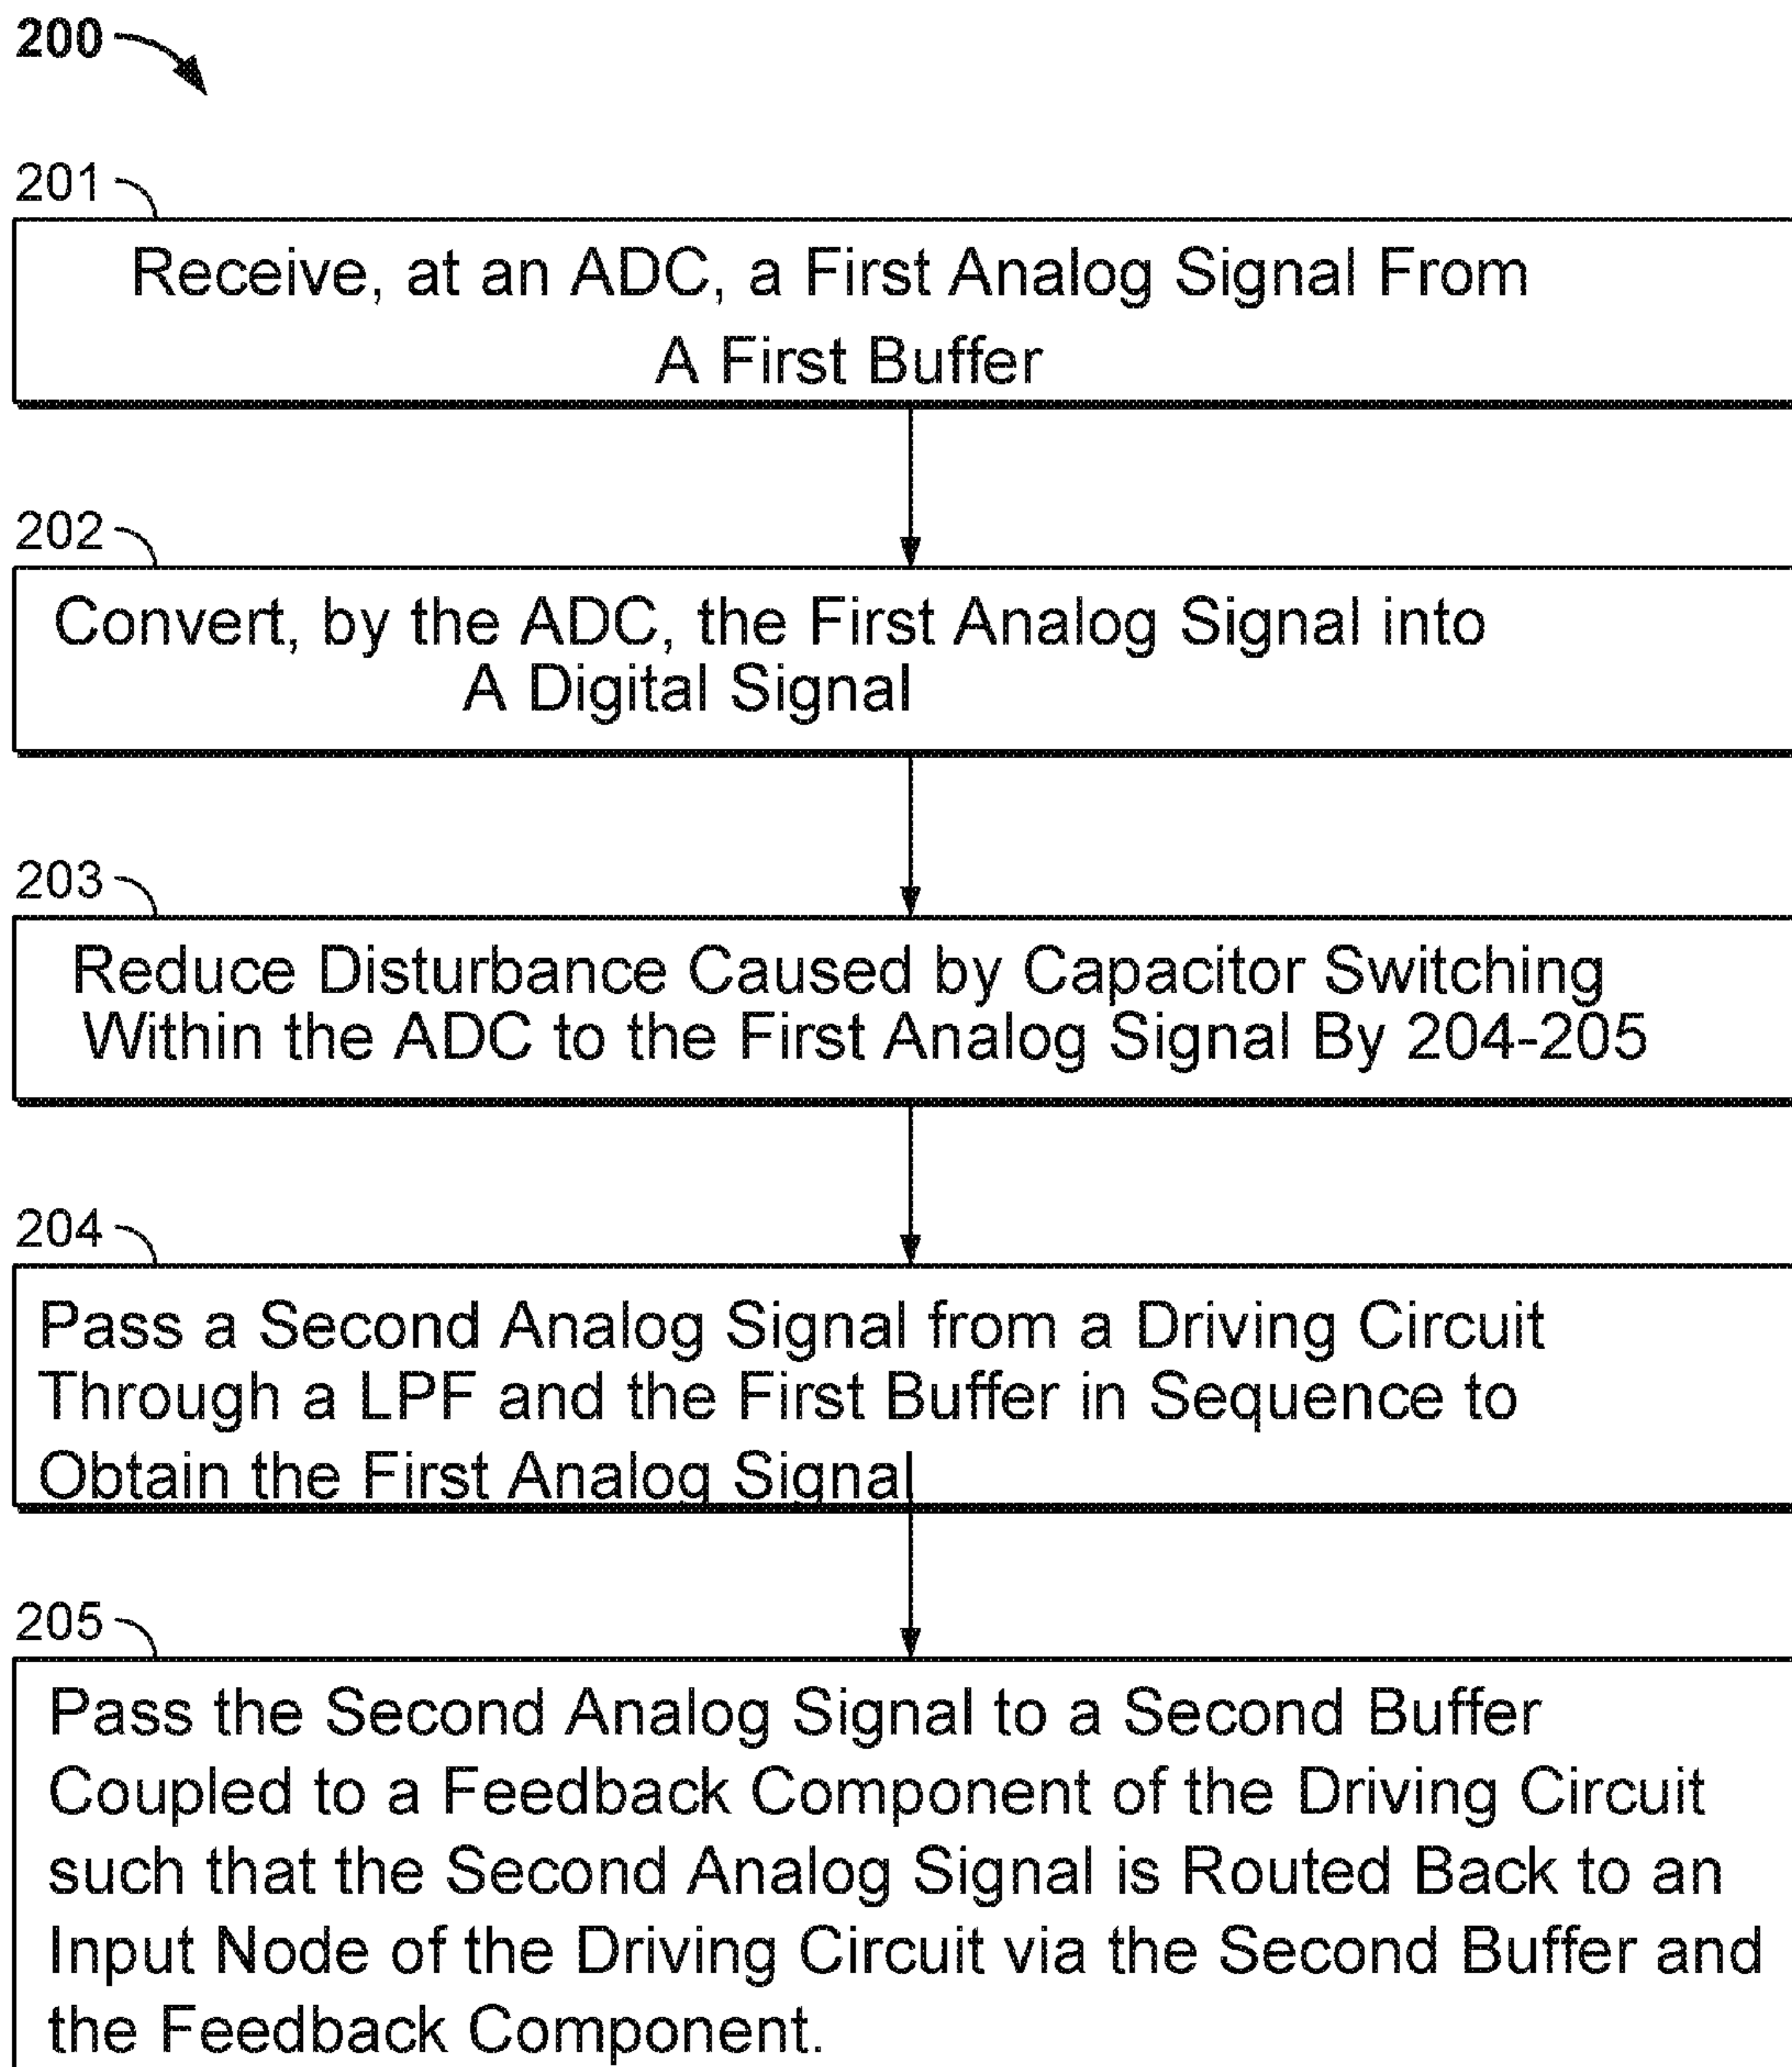 200
201
Receive, at an ADC, a First Analog Signal From
A First Buffer
202
Convert, by the ADC, the First Analog Signal into
A Digital Signal
203
Reduce Disturbance Caused by Capacitor Switching
Within the ADC to the First Analog Signal By 204-205
204
Pass a Second Analog Signal from a Driving Circuit
Through a LPF and the First Buffer in Sequence to
Obtain the First Analog Signal
205
Pass the Second Analog Signal to a Second Buffer
Coupled to a Feedback Component of the Driving Circuit
such that the Second Analog Signal is Routed Back to an
Input Node of the Driving Circuit via the Second Buffer and
the Feedback Component.